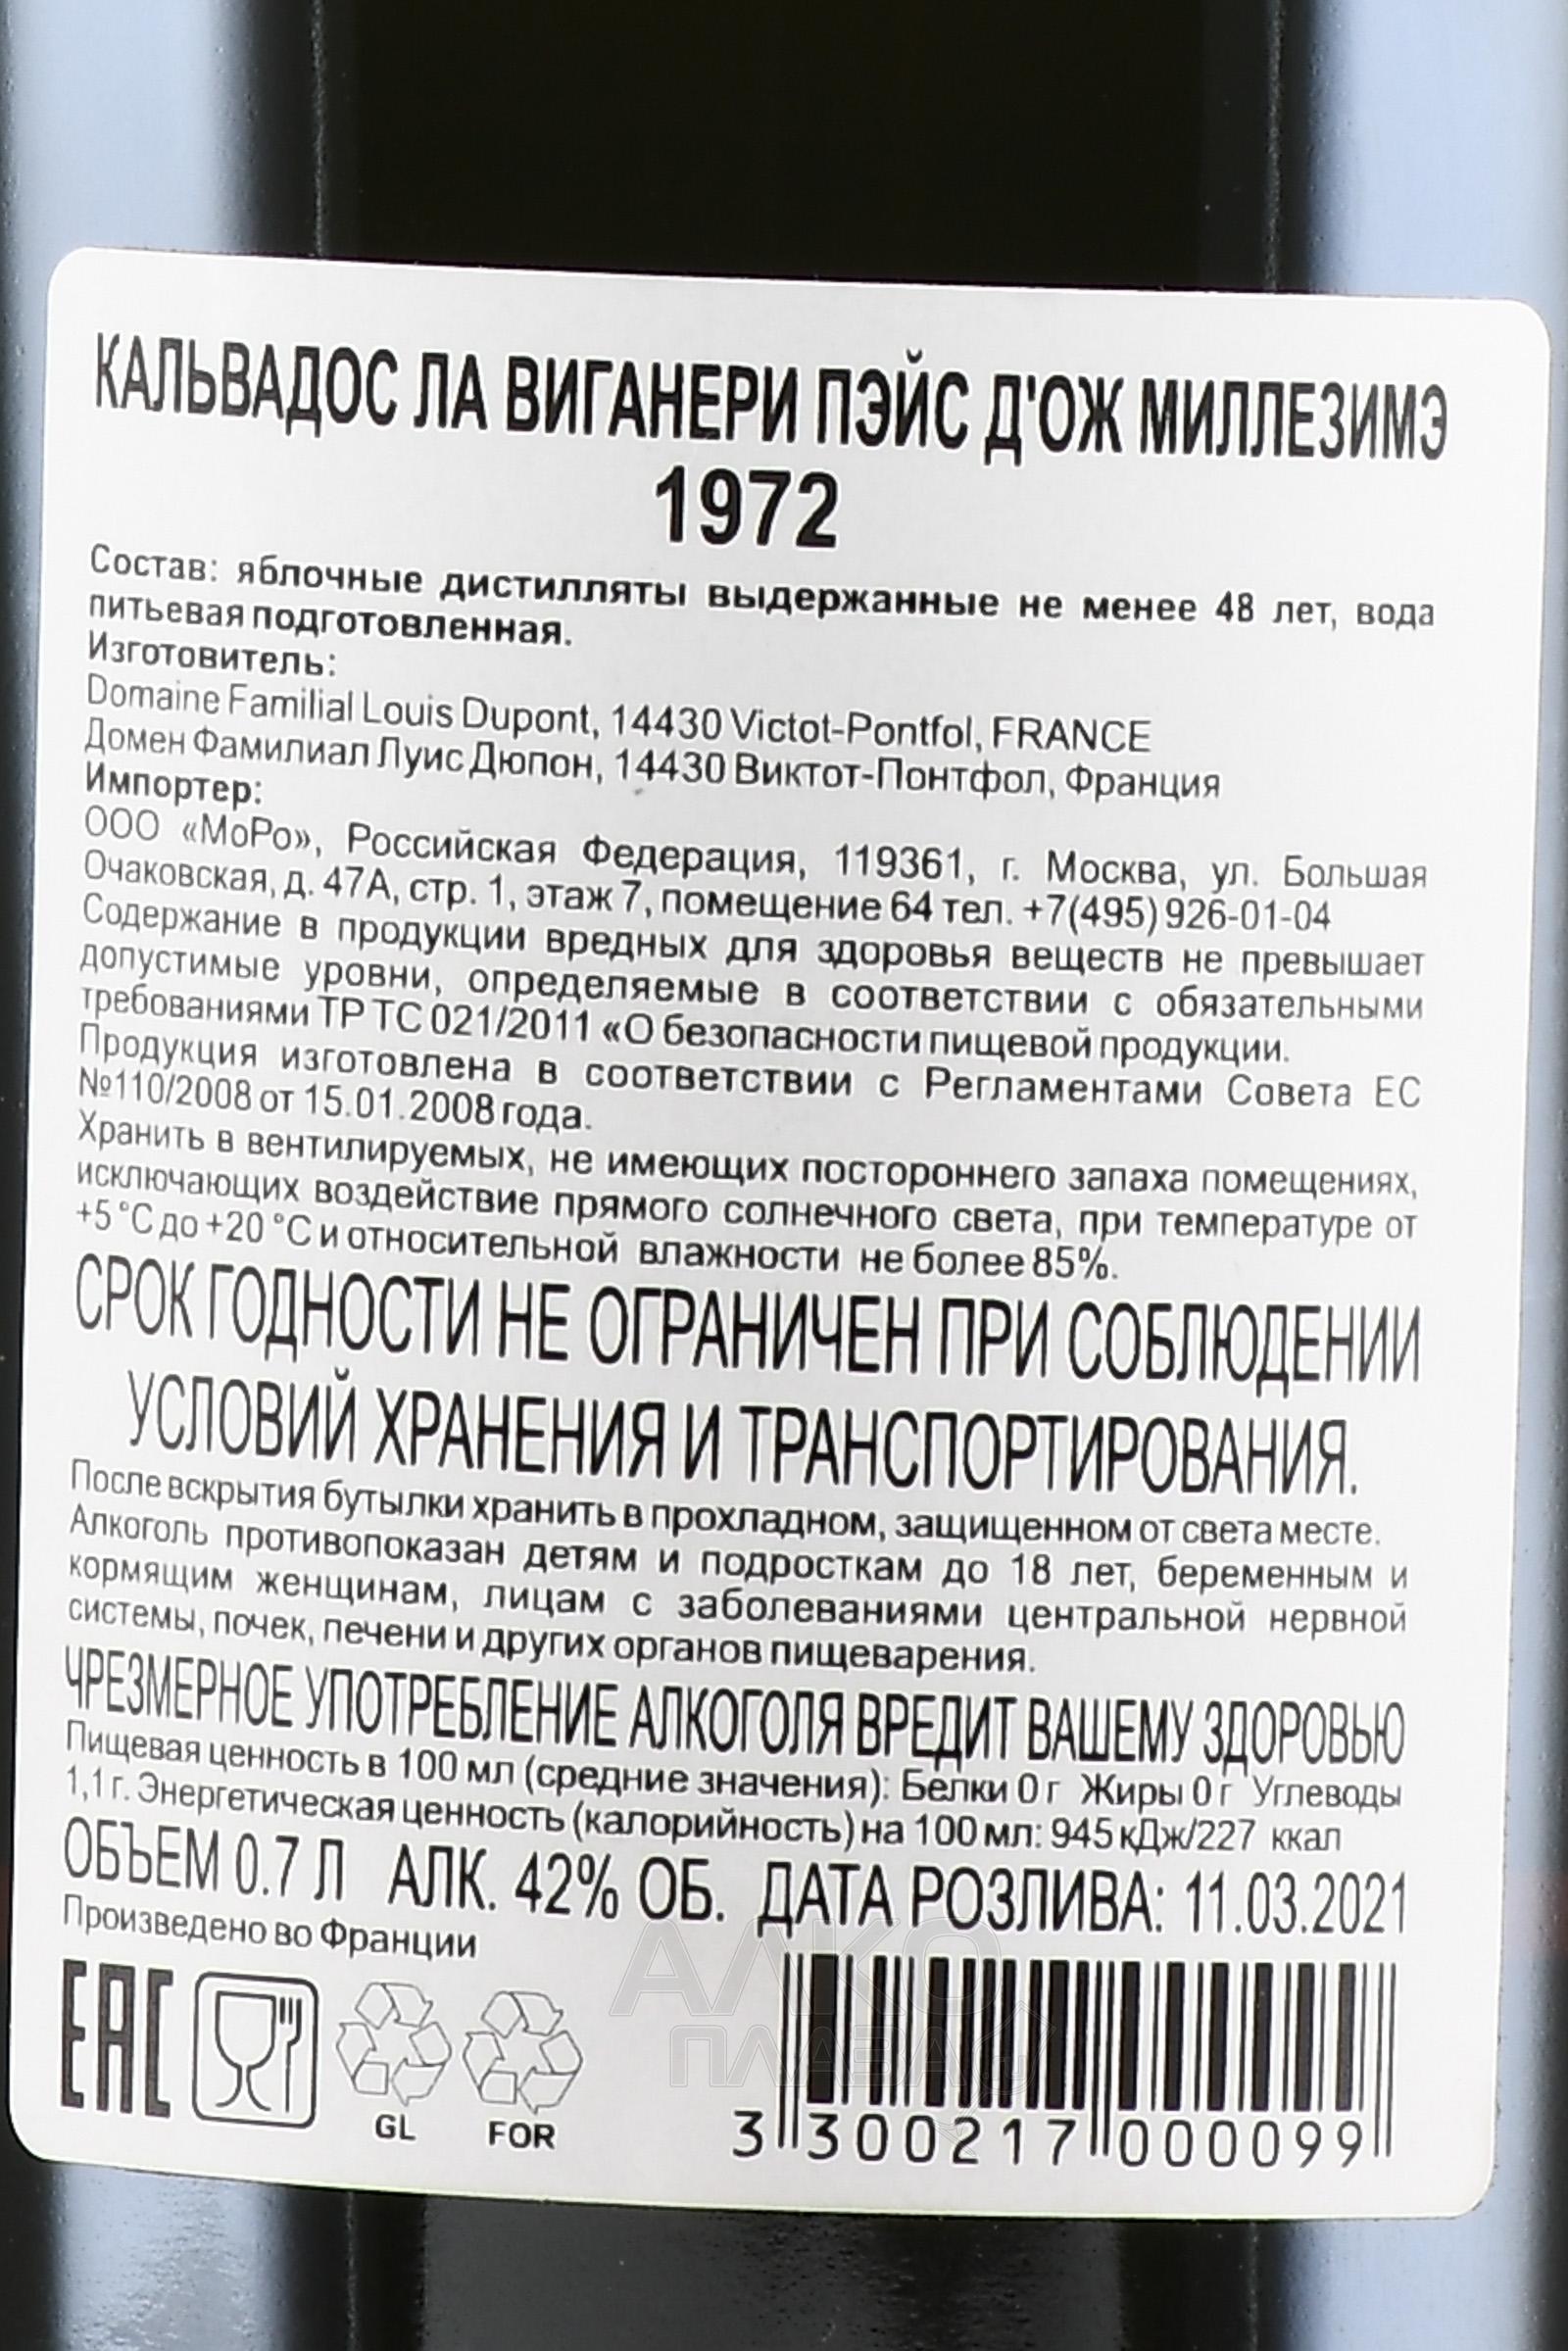 КАЛЬВАДОС ЛА ВИГАНЕРИ ПЭЙС Д'ОЖ МИЛЛЕЗИМЭ
1972
Состав: яблочные дистилляты выдержанные не менее 48 лет, вода
питьевая подготовленная.
Изготовитель:
Domaine Familial Louis Dupont, 14430 Victot-Pontfol, FRANCE
Домен Фамилиал Луис Дюпон, 14430 Виктот-Понтфол, Франция
Импортер:
ООО «МоРо», Российская Федерация, 119361, г. Москва, ул. Большая
Очаковская, д. 47А, стр. 1, этаж 7, помещение 64 тел. +7(495) 926-01-04
Содержание в продукции вредных для здоровья веществ не превышает
допустимые уровни, определяемые в соответствии с обязательными
требованиями ТР ТС 021/2011 «О безопасности пищевой продукции.
Продукция изготовлена в соответствии с Регламентами Совета ЕС
№110/2008 от 15.01.2008 года.
Хранить в вентилируемых, не имеющих постороннего запаха помещениях,
исключающих воздействие прямого солнечного света, при температуре от
+5 °С до +20 °С и относительной влажности не более 85%.
СРОК ГОДНОСТИ НЕ ОГРАНИЧЕН ПРИ СОБЛЮДЕНИИ
УСЛОВИЙ ХРАНЕНИЯ И ТРАНСПОРТИРОВАНИЯ.
После вскрытия бутылки хранить в прохладном, защищенном от света месте.
Алкоголь противопоказан детям и подросткам до 18 лет, беременным и
кормящим женщинам, лицам с заболеваниями центральной нервной
системы, почек, печени и других органов пищеварения.
ЧРЕЗМЕРНОЕ УПОТРЕБЛЕНИЕ АЛКОГОЛЯ ВРЕДИТ ВАШЕМУ ЗДОРОВЬЮ
Пищевая ценность в 100 мл (средние значения): Белки 0 г Жиры 0 г Углеводы
1,1 г. Энергетическая ценность (калорийность) на 100 мл: 945 кДж/227 ккал
ОБЪЕМ 0.7 Л АЛК. 42% ОБ. ДАТА РОЗЛИВА: 11.03.2021
Произведено во Франции
АЛКО
ПЛАЗА.ru
ЕАС
GL FOR
3 300217 000099